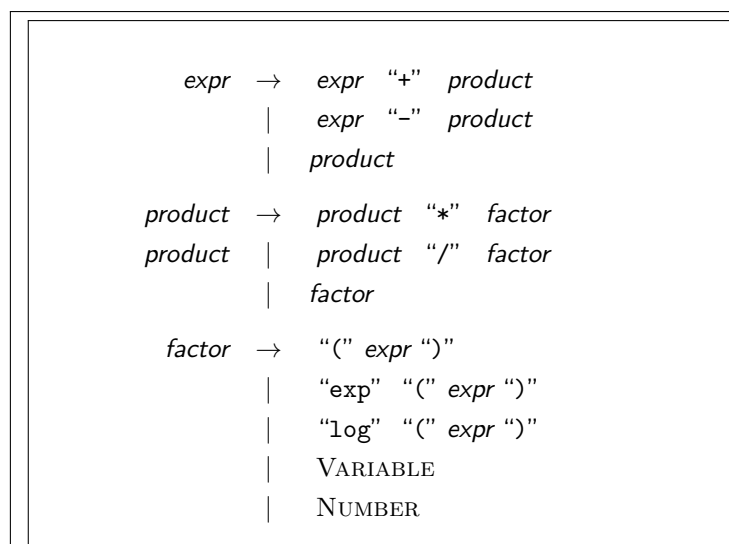 expr → expr “+” product
| expr “-” product
| product
product → product “*” factor
product | product “/” factor
| factor
factor → “(” expr “)”
| “exp” “(” expr “)”
| “log” “(” expr “)”
| VARIABLE
| NUMBER